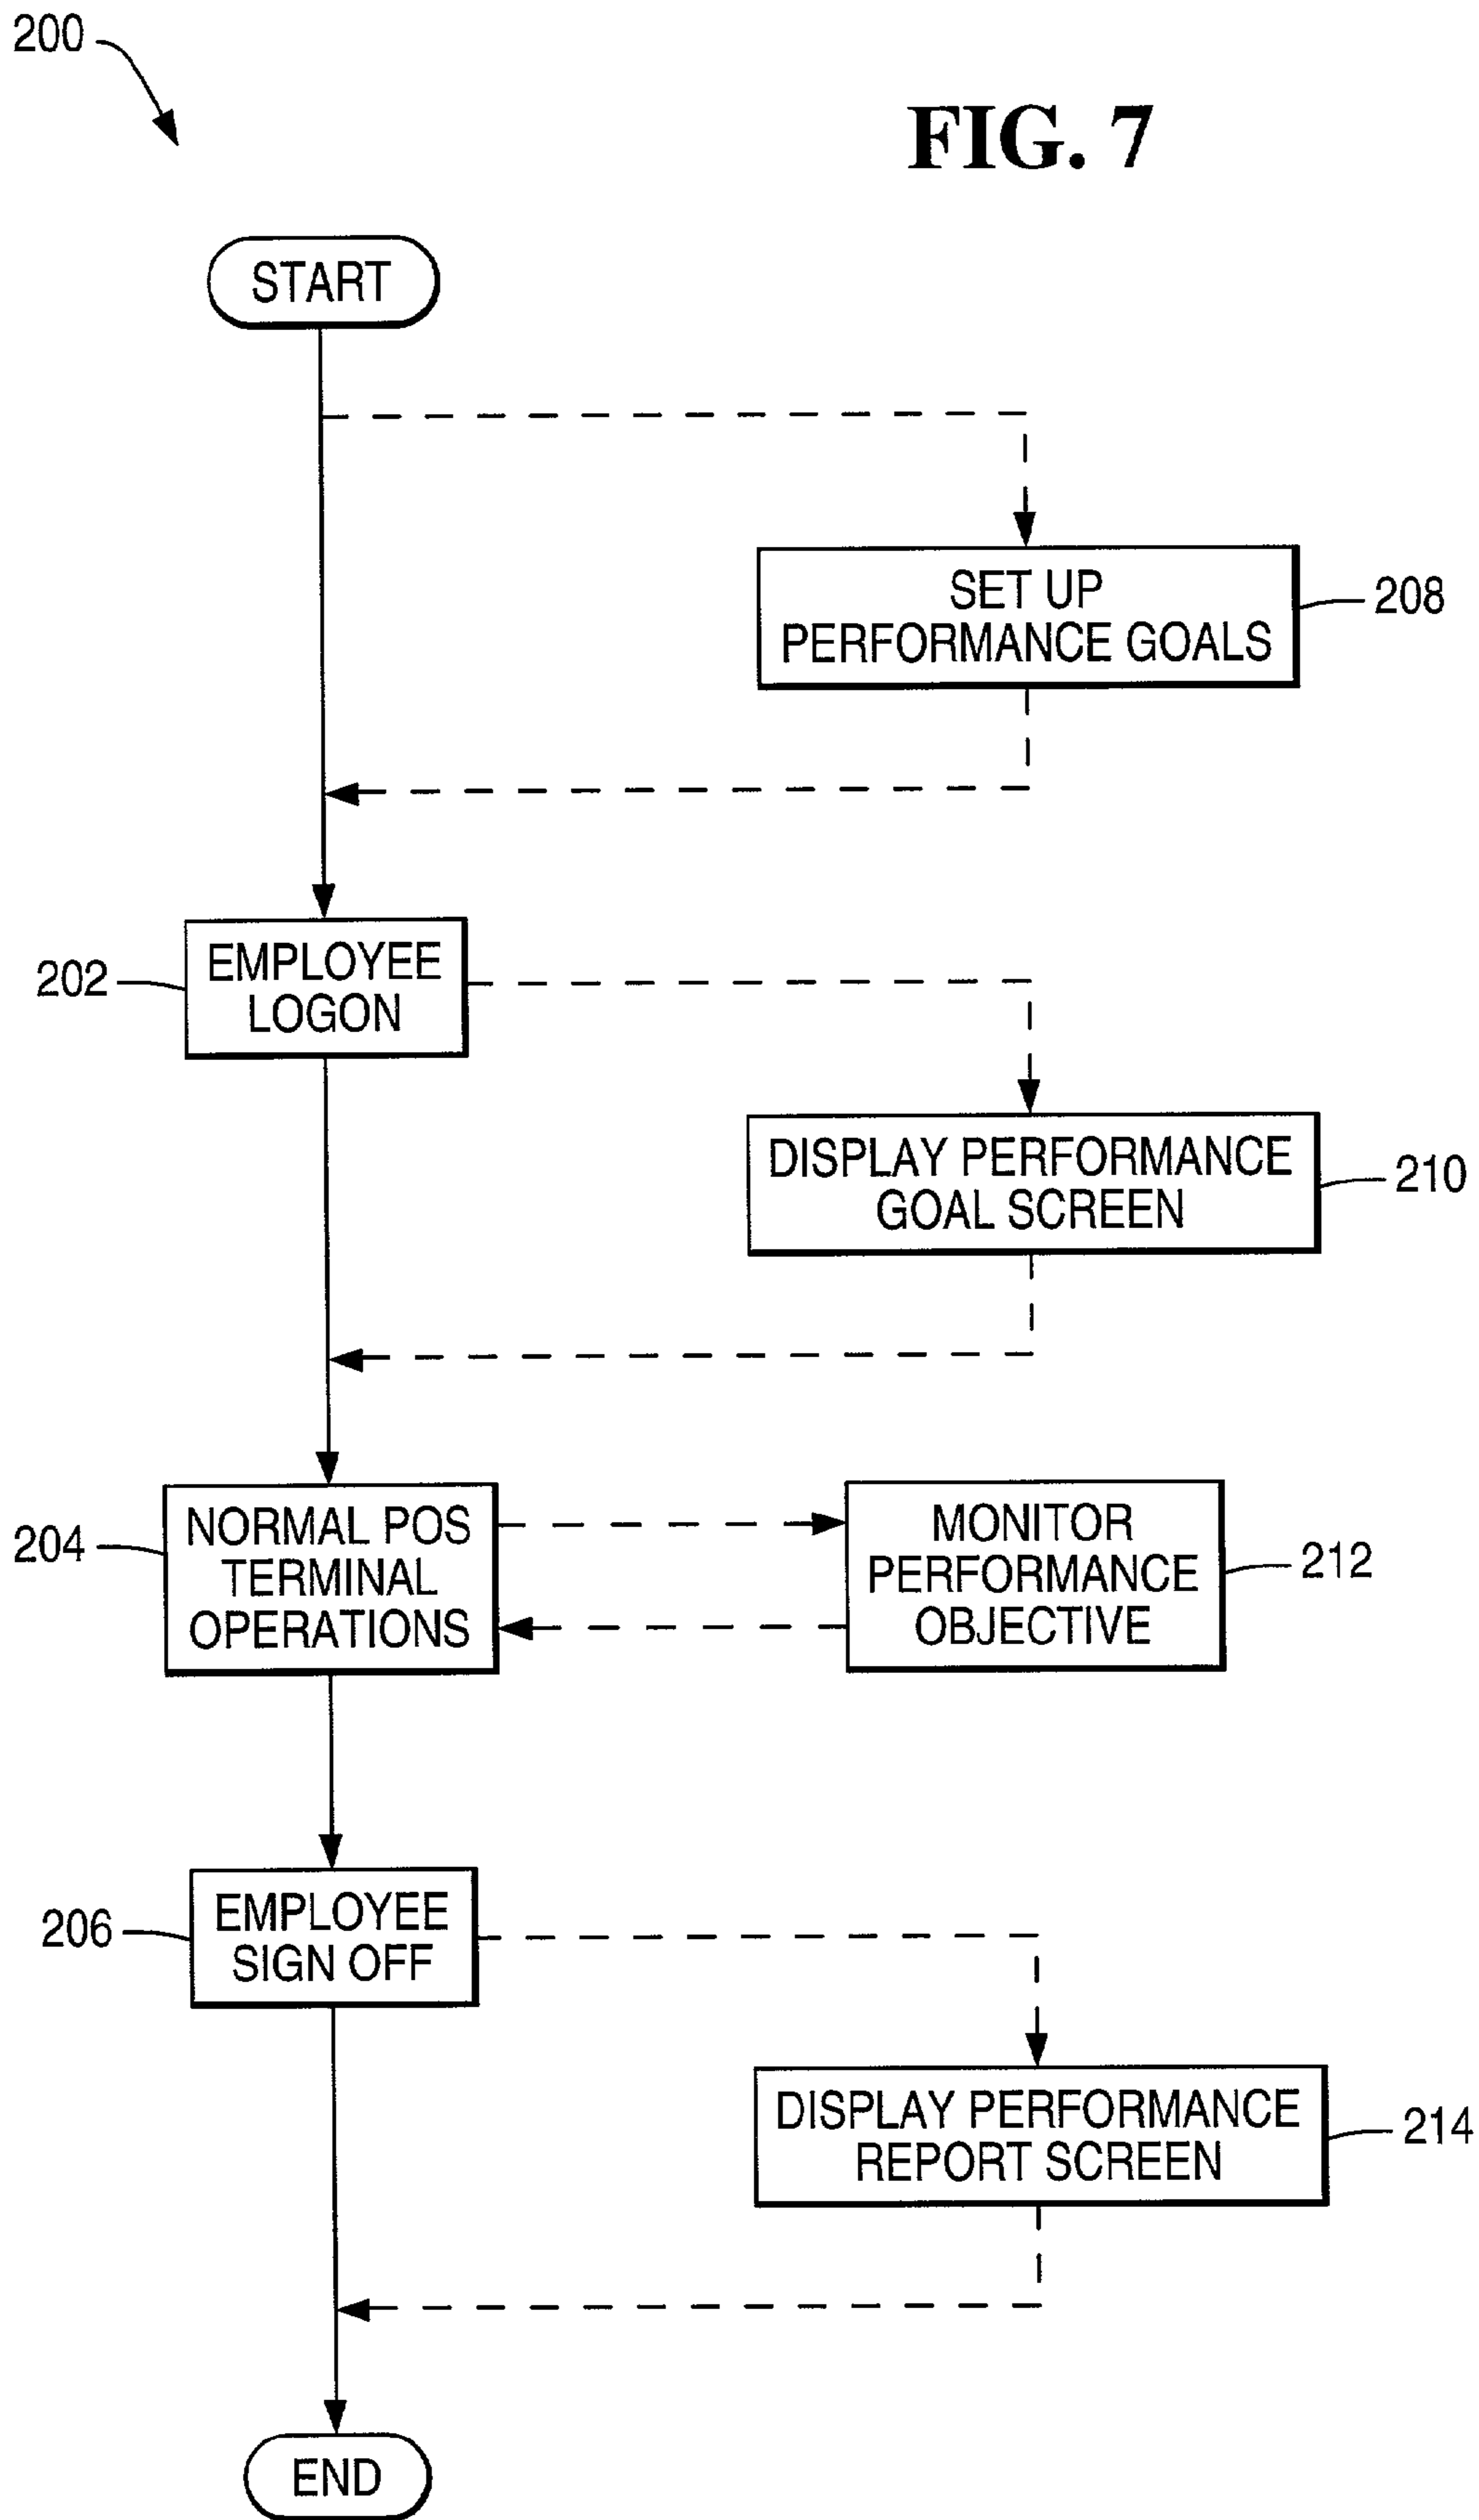 200
FIG. 7
START
SET UP
PERFORMANCE GOALS
208
202
EMPLOYEE
LOGON
DISPLAY PERFORMANCE
GOAL SCREEN
210
204
NORMAL POS
TERMINAL
OPERATIONS
MONITOR
PERFORMANCE
OBJECTIVE
212
206
EMPLOYEE
SIGN OFF
DISPLAY PERFORMANCE
REPORT SCREEN
214
END